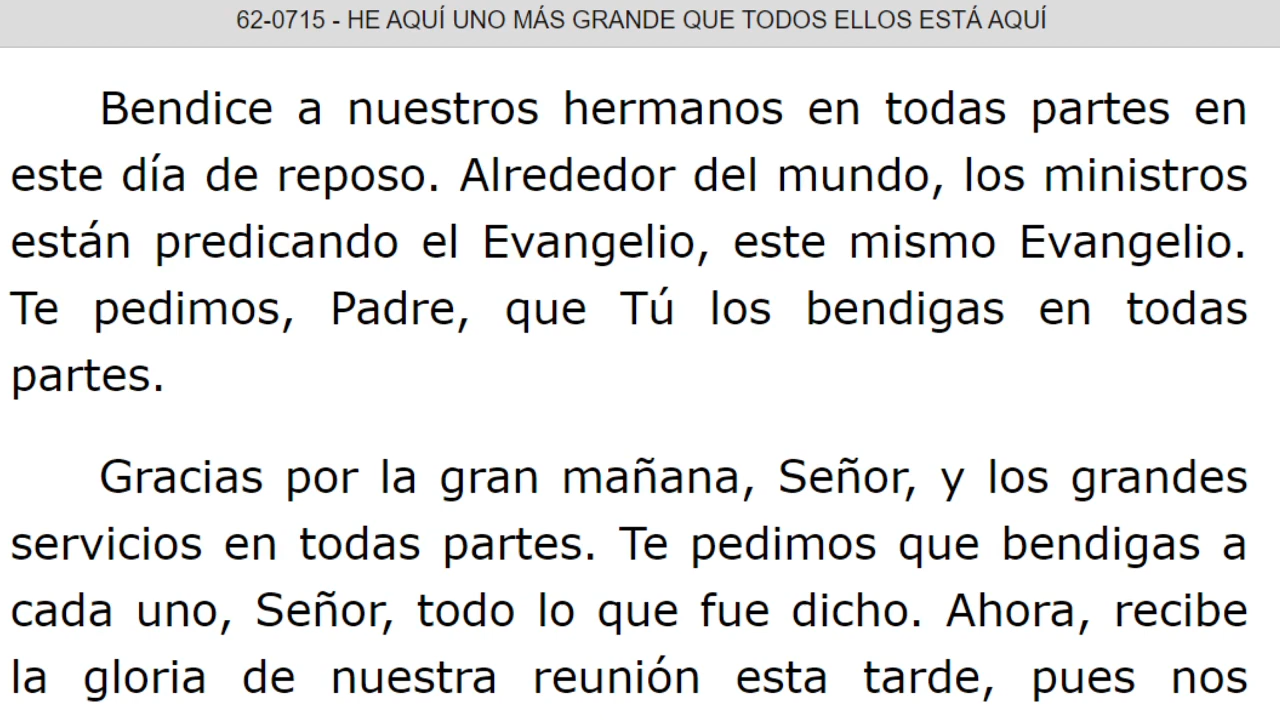 62-0715 - HE AQUÍ UNO MÁS GRANDE QUE TODOS ELLOS ESTÁ AQUÍ
Bendice a nuestros hermanos en todas partes en
este día de reposo. Alrededor del mundo, los ministros
están predicando el Evangelio, este mismo Evangelio.
Te pedimos, Padre, que Tú los bendigas en todas
partes.
Gracias por la gran mañana, Señor, y los grandes
servicios en todas partes. Te pedimos que bendigas a
cada uno, Señor, todo lo que fue dicho. Ahora, recibe
la gloria de nuestra reunión esta tarde, pues nos